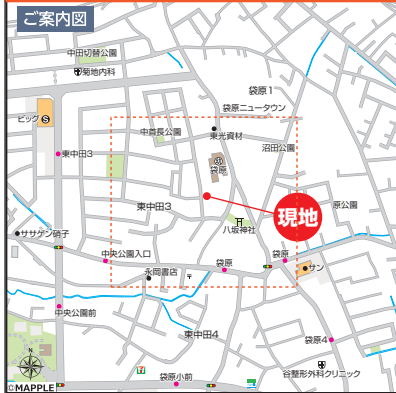 ご案内図
中田切替公園
菊地内科
袋原1
ビッグ
S
袋原ニュータウン
中首長公園
東光資材
沼田公園
東中田3
小
袋原
東中田3
原公園
現地
八坂神社
ササゲン硝子
中央公園入口
袋原
袋原
サン
永岡書店
中央公園前
東中田4
袋原4
谷整形外科クリニック
袋原小前
©MAPPLE